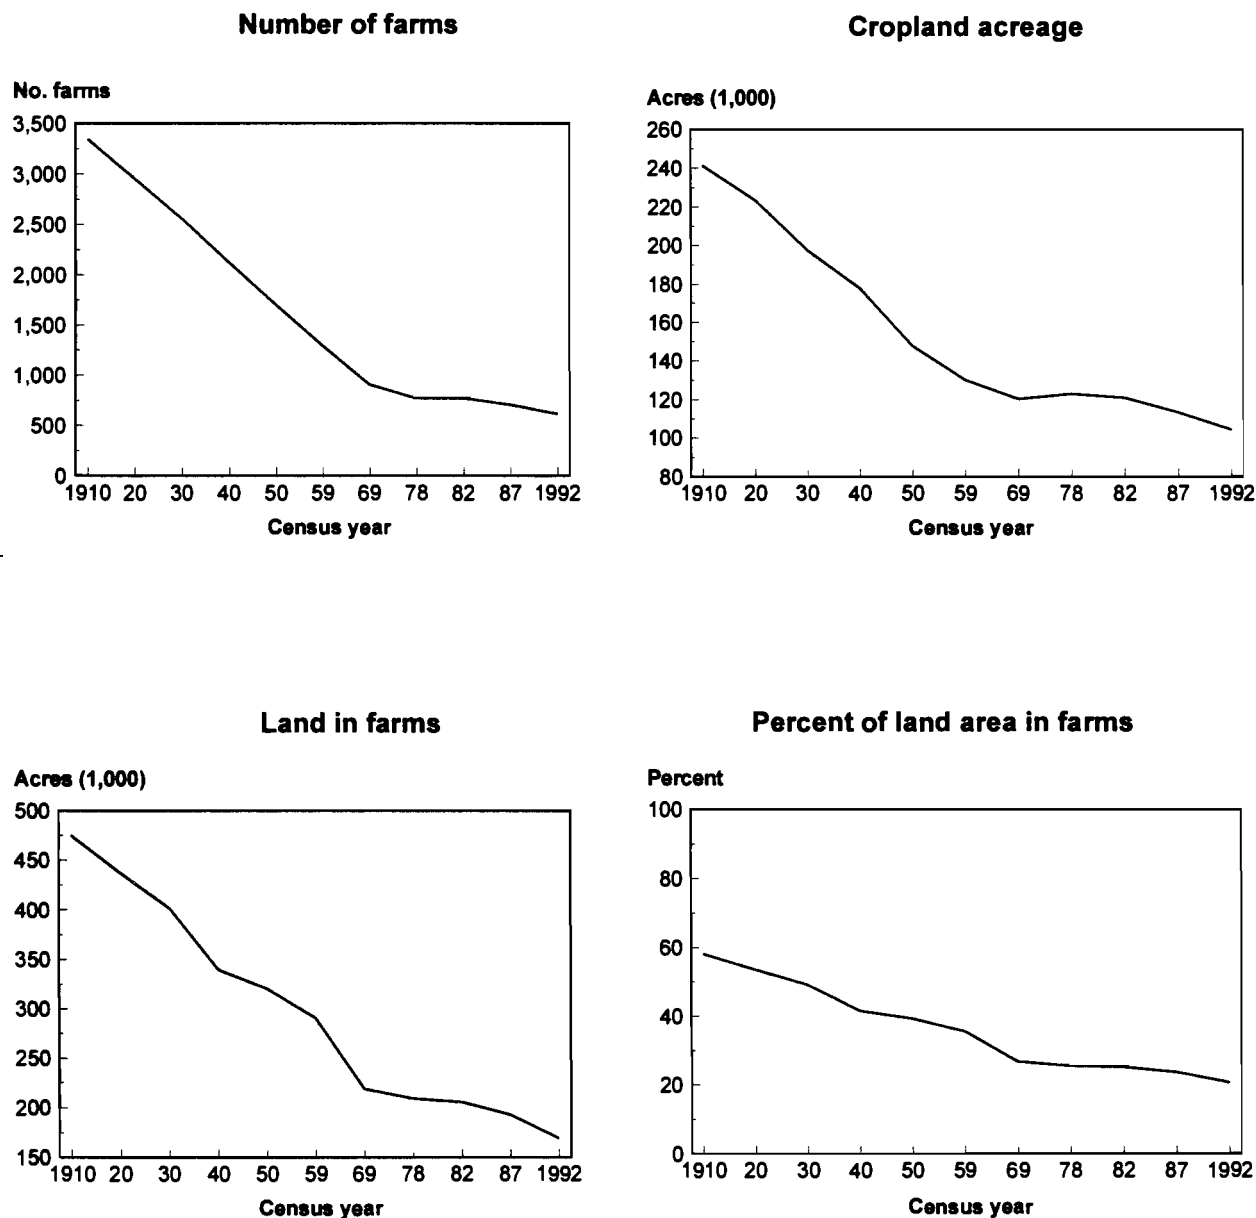 Number of farms
No. farms
3,500
3,000
2,500
2,000
1,500
1,000
500
0
1910 20 30 40 50 59 69 78 82 87 1992
Census year
Cropland acreage
Acres (1,000)
260
240
220
200
180
160
140
120
100
80
1910 20 30 40 50 59 69 78 82 87 1992
Census year
Land in farms
Acres (1,000)
500
450
400
350
300
250
200
150
1910 20 30 40 50 59 69 78 82 87 1992
Census year
Percent of land area in farms
Percent
100
80
60
40
20
0
1910 20 30 40 50 59 69 78 82 87 1992
Census year